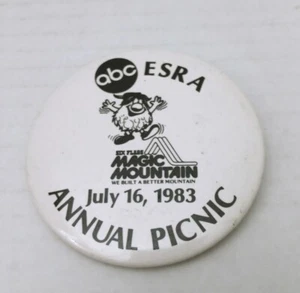 abc ESRA
SIX FLAGS
MAGIC
MOUNTAIN
WE BUILT A BETTER MOUNTAIN
July 16, 1983
ANNUAL PICNIC